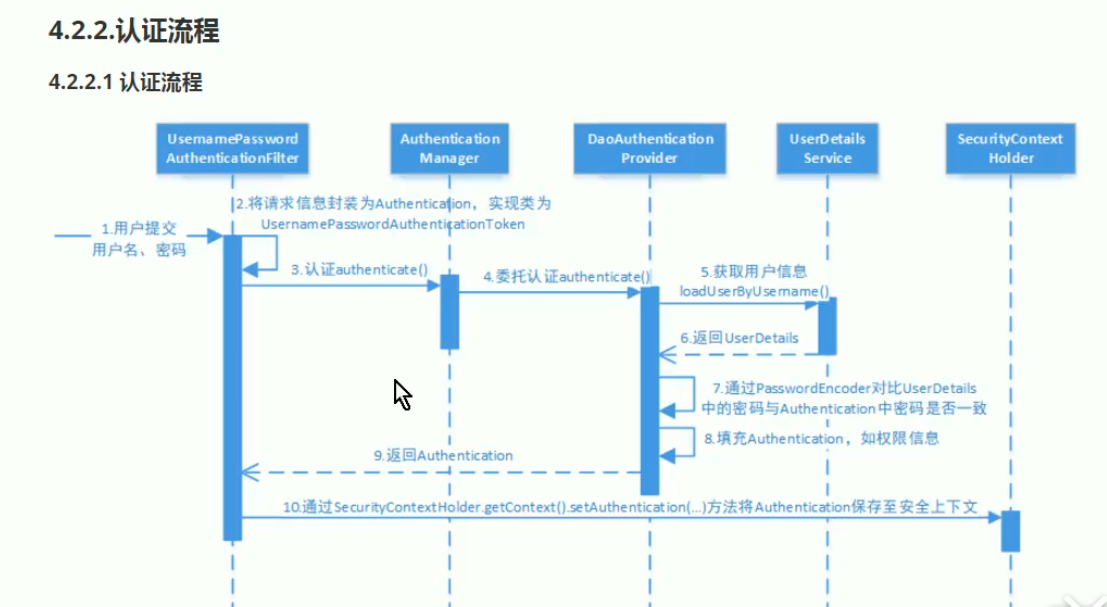 4.2.2.认证流程
4.2.2.1 认证流程
UsernamePassword
AuthenticationFilter
Authentication
Manager
DaoAuthentication
Provider
UserDetails
Service
SecurityContext
Holder
1.用户提交
用户名、密码
2.将请求信息封装为Authentication，实现类为
UsernamePasswordAuthenticationToken
3.认证authenticate()
4.委托认证authenticate()
5.获取用户信息
loadUserByUsername()
6.返回UserDetails
7.通过PasswordEncoder对比UserDetails
中的密码与Authentication中密码是否一致
8.填充Authentication，如权限信息
9.返回Authentication
10.通过SecurityContextHolder.getContext().setAuthentication(...)方法将Authentication保存至安全上下文